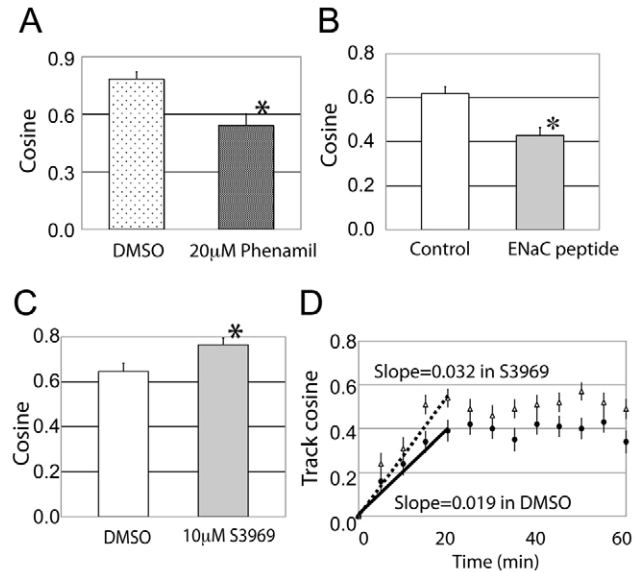 A
0.9
0.6
0.3
0.0
Cosine
*
DMSO 20μM Phenamil
B
0.8
0.6
0.4
0.2
0.0
Cosine
*
Control ENaC peptide
C
0.8
0.6
0.4
0.2
0.0
Cosine
*
DMSO 10μM S3969
D
0.8
0.6
0.4
0.2
0.0
Track cosine
Slope=0.032 in S3969
Slope=0.019 in DMSO
0 20 40 60
Time (min)